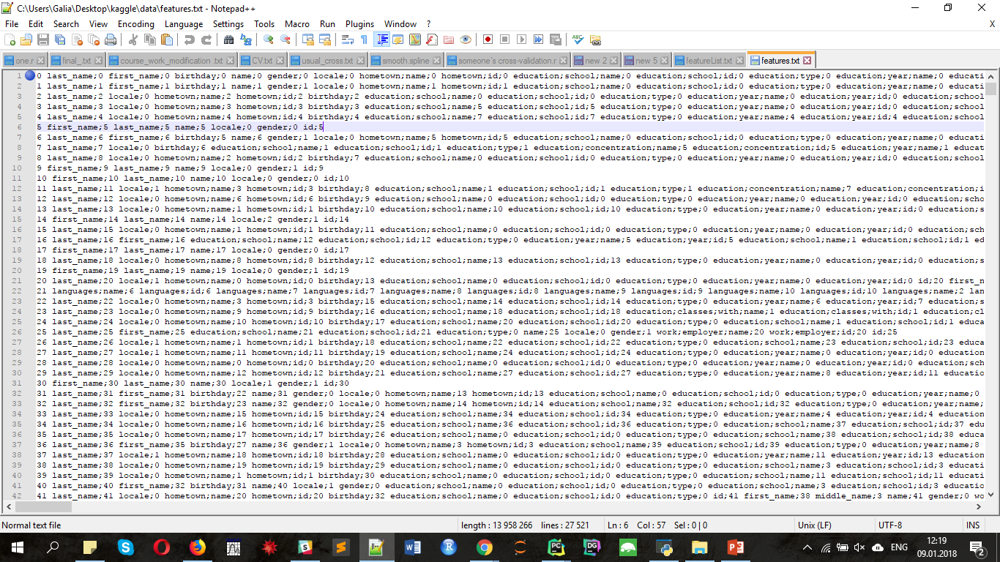 C:\Users\Galia\Desktop\kaggle\data\features.txt - Notepad++
File Edit Search View Encoding Language Settings Tools Macro Run Plugins Window ? X
one.r final_.txt course_work_modification .txt CV.txt usual_cross.txt smooth.spline someone's cross-validation.r new 2 new 5 featureList.txt features.txt
1 0 last_name;0 first_name;0 birthday;0 name;0 gender;0 locale;0 hometown;name;0 hometown;id;0 education;school;name;0 education;school;id;0 education;type;0 education;year;name;0 educati
2 1 last_name;1 first_name;1 birthday;1 name;1 gender;1 locale;0 hometown;name;1 hometown;id;1 education;school;name;0 education;school;id;0 education;type;0 education;year;name;0 educati
3 2 last_name;2 locale;0 hometown;name;2 hometown;id;2 birthday;2 education;school;name;0 education;school;id;0 education;type;0 education;year;name;0 education;year;id;0 education;school
4 3 last_name;3 locale;0 hometown;name;3 hometown;id;3 birthday;3 education;school;name;5 education;school;id;5 education;type;0 education;year;name;0 education;year;id;0 education;school
5 4 last_name;4 locale;0 hometown;name;4 hometown;id;4 birthday;4 education;school;name;7 education;school;id;7 education;type;0 education;year;name;4 education;year;id;4 education;school
6 5 first_name;5 last_name;5 name;5 locale;0 gender;0 id;5
7 6 last_name;6 first_name;6 birthday;5 name;6 gender;1 locale;0 hometown;name;5 hometown;id;5 education;school;name;0 education;school;id;0 education;type;0 education;year;name;0 educati
8 7 last_name;7 locale;0 birthday;6 education;school;name;1 education;school;id;1 education;type;1 education;concentration;name;5 education;concentration;id;5 education;year;name;1 educat
9 8 last_name;8 locale;0 hometown;name;2 hometown;id;2 birthday;7 education;school;name;0 education;school;id;0 education;type;0 education;year;name;0 education;year;id;0 education;school
10 9 first_name;9 last_name;9 name;9 locale;0 gender;1 id;9
11 10 first_name;10 last_name;10 name;10 locale;0 gender;0 id;10
12 11 last_name;11 locale;1 hometown;name;3 hometown;id;3 birthday;8 education;school;name;1 education;school;id;1 education;type;1 education;concentration;name;7 education;concentration;i
13 12 last_name;12 locale;0 hometown;name;6 hometown;id;6 birthday;9 education;school;name;0 education;school;id;0 education;type;0 education;year;name;0 education;year;id;0 education;scho
14 13 last_name;13 locale;0 hometown;name;1 hometown;id;1 birthday;10 education;school;name;10 education;school;id;10 education;type;0 education;year;name;0 education;year;id;0 education;s
15 14 first_name;14 last_name;14 name;14 locale;2 gender;1 id;14
16 15 last_name;15 locale;0 hometown;name;1 hometown;id;1 birthday;11 education;school;name;0 education;school;id;0 education;type;0 education;year;name;0 education;year;id;0 education;sch
17 16 last_name;16 first_name;16 education;school;name;12 education;school;id;12 education;type;0 education;year;name;5 education;year;id;5 education;school;name;1 education;school;id;1 ed
18 17 first_name;17 last_name;17 name;17 locale;0 gender;0 id;17
19 18 last_name;18 locale;0 hometown;name;8 hometown;id;8 birthday;12 education;school;name;13 education;school;id;13 education;type;0 education;year;name;0 education;year;id;0 education;s
20 19 first_name;19 last_name;19 name;19 locale;0 gender;1 id;19
21 20 last_name;20 locale;1 hometown;name;0 hometown;id;0 birthday;13 education;school;name;0 education;school;id;0 education;type;0 education;year;name;0 education;year;id;0 id;20 first_n
22 21 languages;name;6 languages;id;6 languages;name;7 languages;id;7 languages;name;8 languages;id;8 languages;name;9 languages;id;9 languages;name;10 languages;id;10 languages;name;2 lan
23 22 last_name;22 locale;0 hometown;name;3 hometown;id;3 birthday;15 education;school;name;14 education;school;id;14 education;type;0 education;year;name;6 education;year;id;7 education;s
24 23 last_name;23 locale;0 hometown;name;9 hometown;id;9 birthday;16 education;school;name;18 education;school;id;18 education;classes;with;name;1 education;classes;with;id;1 education;cl
25 24 last_name;24 locale;0 hometown;name;10 hometown;id;10 birthday;17 education;school;name;20 education;school;id;20 education;type;0 education;school;name;1 education;school;id;1 educa
26 25 last_name;25 first_name;25 education;school;name;21 education;school;id;21 education;type;0 name;25 locale;0 gender;1 work;employer;name;20 work;employer;id;20 id;25
27 26 last_name;26 locale;1 hometown;name;1 hometown;id;1 birthday;18 education;school;name;22 education;school;id;22 education;type;0 education;school;name;23 education;school;id;23 educa
28 27 last_name;27 locale;1 hometown;name;11 hometown;id;11 birthday;19 education;school;name;24 education;school;id;24 education;type;0 education;year;name;0 education;year;id;0 education
29 28 last_name;28 locale;0 hometown;name;0 hometown;id;0 birthday;20 education;school;name;0 education;school;id;0 education;type;0 education;year;name;0 education;year;id;0 education;sch
30 29 last_name;29 locale;0 hometown;name;12 hometown;id;12 birthday;21 education;school;name;27 education;school;id;27 education;type;0 education;year;name;8 education;year;id;11 educatio
31 30 first_name;30 last_name;30 name;30 locale;1 gender;1 id;30
32 31 last_name;31 first_name;31 birthday;22 name;31 gender;0 locale;0 hometown;name;13 hometown;id;13 education;school;name;0 education;school;id;0 education;type;0 education;year;name;0
33 32 last_name;32 first_name;32 birthday;23 name;32 gender;0 locale;0 hometown;name;14 hometown;id;14 education;school;name;32 education;school;id;32 education;type;0 education;year;name;
34 33 last_name;33 locale;0 hometown;name;15 hometown;id;15 birthday;24 education;school;name;34 education;school;id;34 education;type;0 education;year;name;4 education;year;id;4 education
35 34 last_name;34 locale;0 hometown;name;16 hometown;id;16 birthday;25 education;school;name;36 education;school;id;36 education;type;0 education;school;name;37 education;school;id;37 edu
36 35 last_name;35 locale;0 hometown;name;17 hometown;id;17 birthday;26 education;school;name;0 education;school;id;0 education;type;0 education;school;name;38 education;school;id;38 educa
37 36 last_name;36 first_name;35 birthday;27 name;36 gender;1 locale;0 hometown;name;3 hometown;id;3 education;school;name;39 education;school;id;39 education;type;0 education;year;name;8
38 37 last_name;37 locale;1 hometown;name;18 hometown;id;18 birthday;28 education;school;name;0 education;school;id;0 education;type;0 education;year;name;11 education;year;id;13 education
39 38 last_name;38 locale;0 hometown;name;19 hometown;id;19 birthday;29 education;school;name;0 education;school;id;0 education;type;0 education;school;name;3 education;school;id;3 educati
40 39 last_name;39 locale;0 hometown;name;1 hometown;id;1 birthday;30 education;school;name;0 education;school;id;0 education;type;0 education;school;name;11 education;school;id;11 educati
41 40 last_name;40 first_name;32 birthday;31 name;40 locale;1 gender;0 education;school;name;0 education;school;id;0 education;type;0 education;school;name;3 education;school;id;3 educatio
42 41 last_name;41 locale;0 hometown;name;20 hometown;id;20 birthday;32 education;school;name;0 education;school;id;0 education;type;0 id;41 first_name;38 middle_name;3 name;41 gender;0 wo
Normal text file length : 13 958 266 lines : 27 521 Ln : 6 Col : 57 Sel : 0 | 0 Unix (LF) UTF-8 INS
ENG 12:19
09.01.2018 2